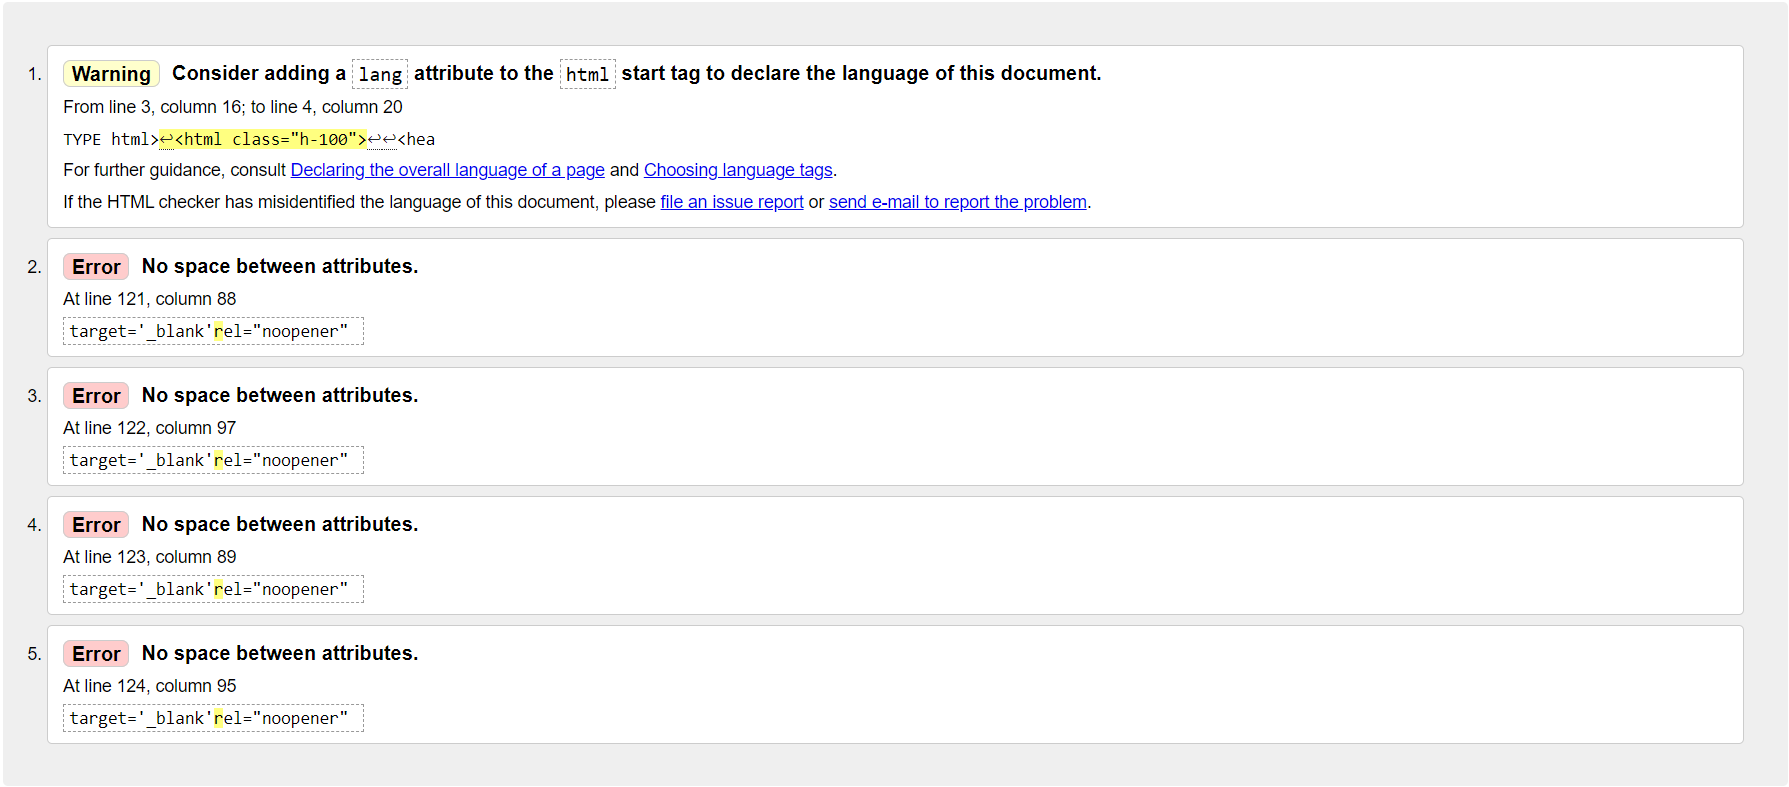 1. Warning Consider adding a lang attribute to the html start tag to declare the language of this document.
From line 3, column 16; to line 4, column 20
TYPE html>↩<html class="h-100">↩↩<hea
For further guidance, consult Declaring the overall language of a page and Choosing language tags.
If the HTML checker has misidentified the language of this document, please file an issue report or send e-mail to report the problem.
2. Error No space between attributes.
At line 121, column 88
target='_blank'rel="noopener"
3. Error No space between attributes.
At line 122, column 97
target='_blank'rel="noopener"
4. Error No space between attributes.
At line 123, column 89
target='_blank'rel="noopener"
5. Error No space between attributes.
At line 124, column 95
target='_blank'rel="noopener"